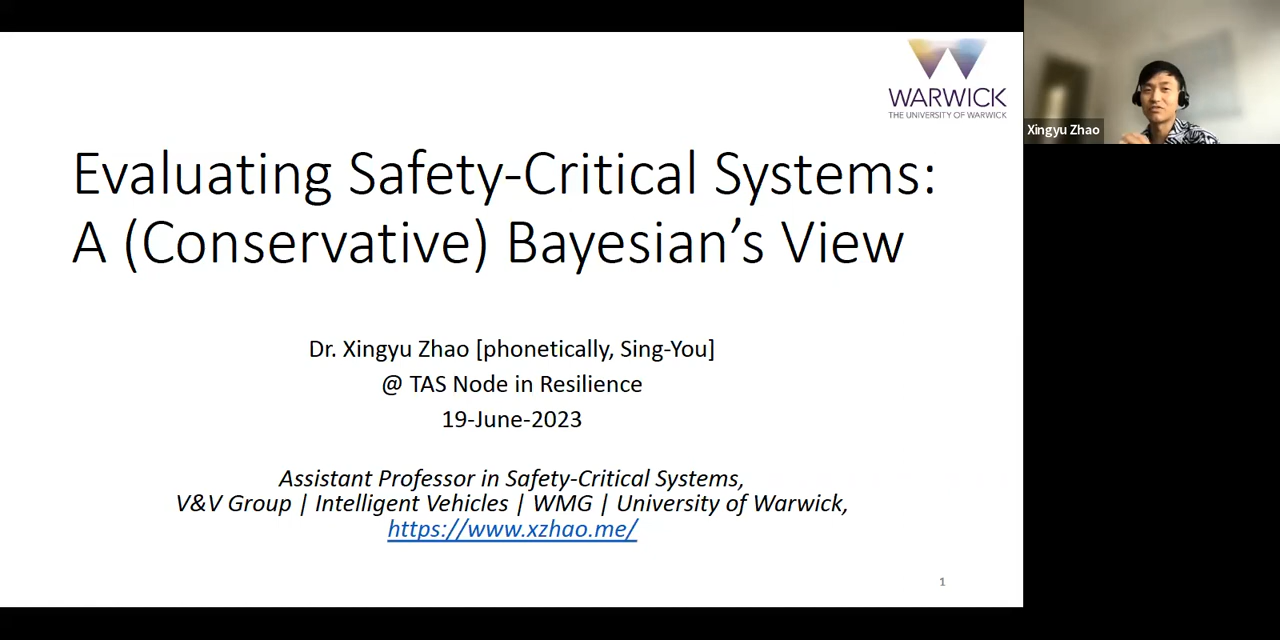 WARWICK
THE UNIVERSITY OF WARWICK
Xingyu Zhao
Evaluating Safety-Critical Systems:
A (Conservative) Bayesian’s View
Dr. Xingyu Zhao [phonetically, Sing-You]
@ TAS Node in Resilience
19-June-2023
Assistant Professor in Safety-Critical Systems,
V&V Group | Intelligent Vehicles | WMG | University of Warwick,
https://www.xzhao.me/
1